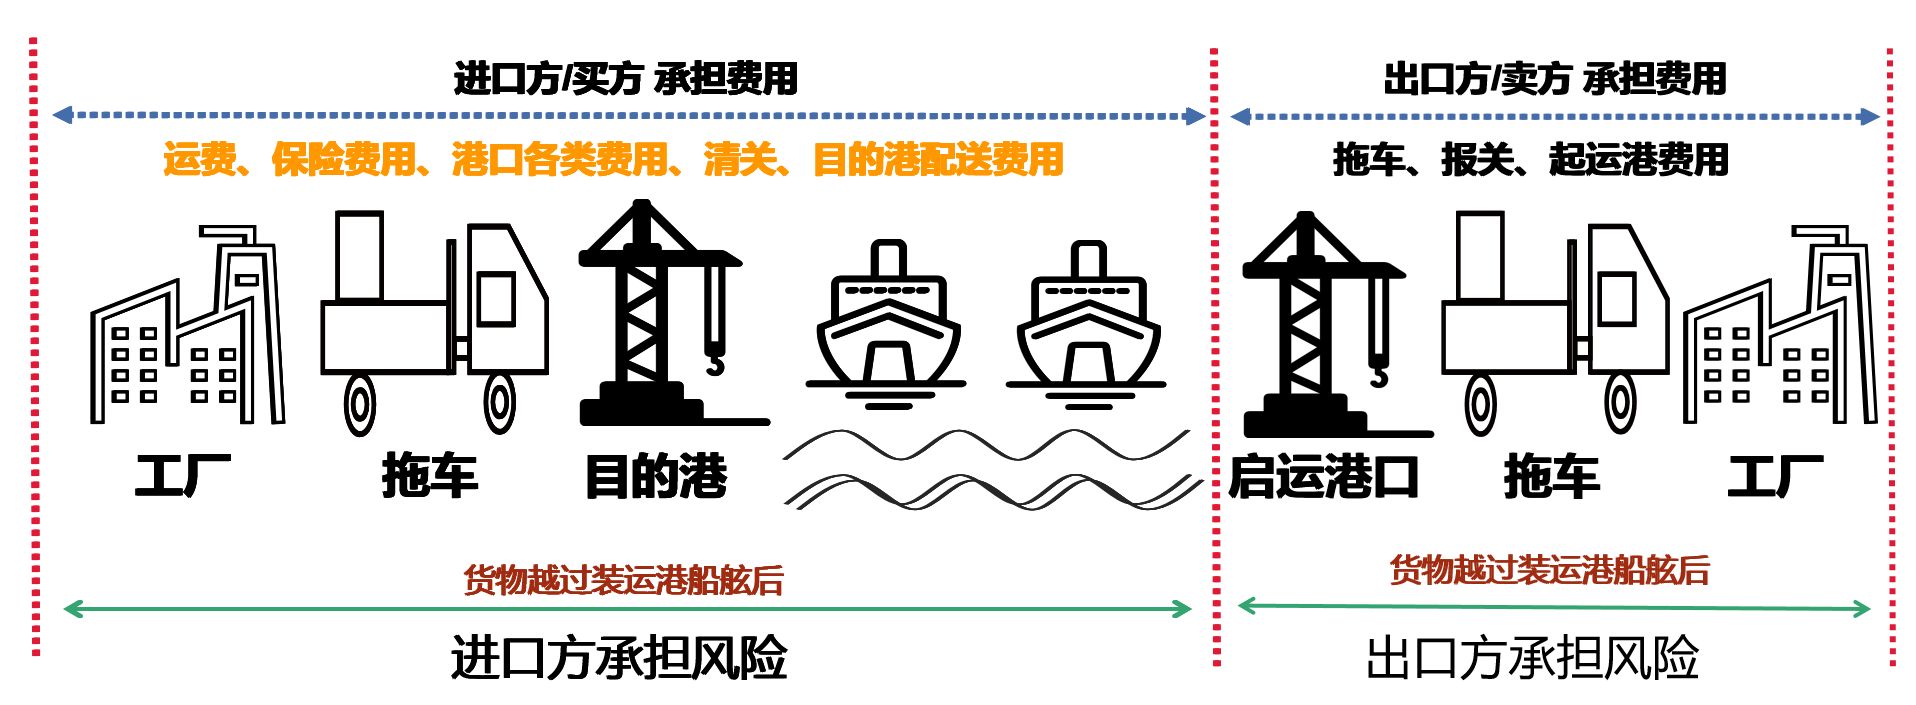 进口方/买方 承担费用
出口方/卖方 承担费用
运费、保险费用、港口各类费用、清关、目的港配送费用
拖车、报关、起运港费用
工厂
拖车
目的港
启运港口
拖车
工厂
货物越过装运港船舷后
货物越过装运港船舷后
进口方承担风险
出口方承担风险